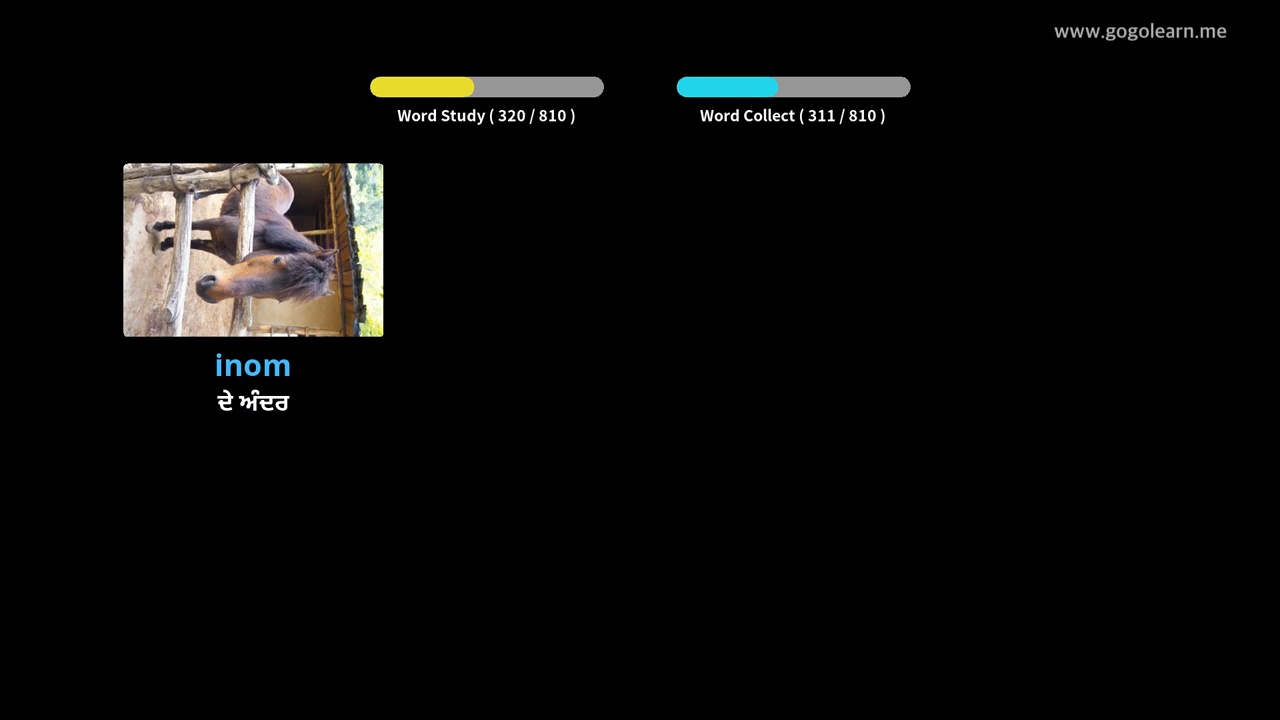 www.gogolearn.me
Word Study ( 320 / 810 )
Word Collect ( 311 / 810 )
inom
ਦੇ ਅੰਦਰ